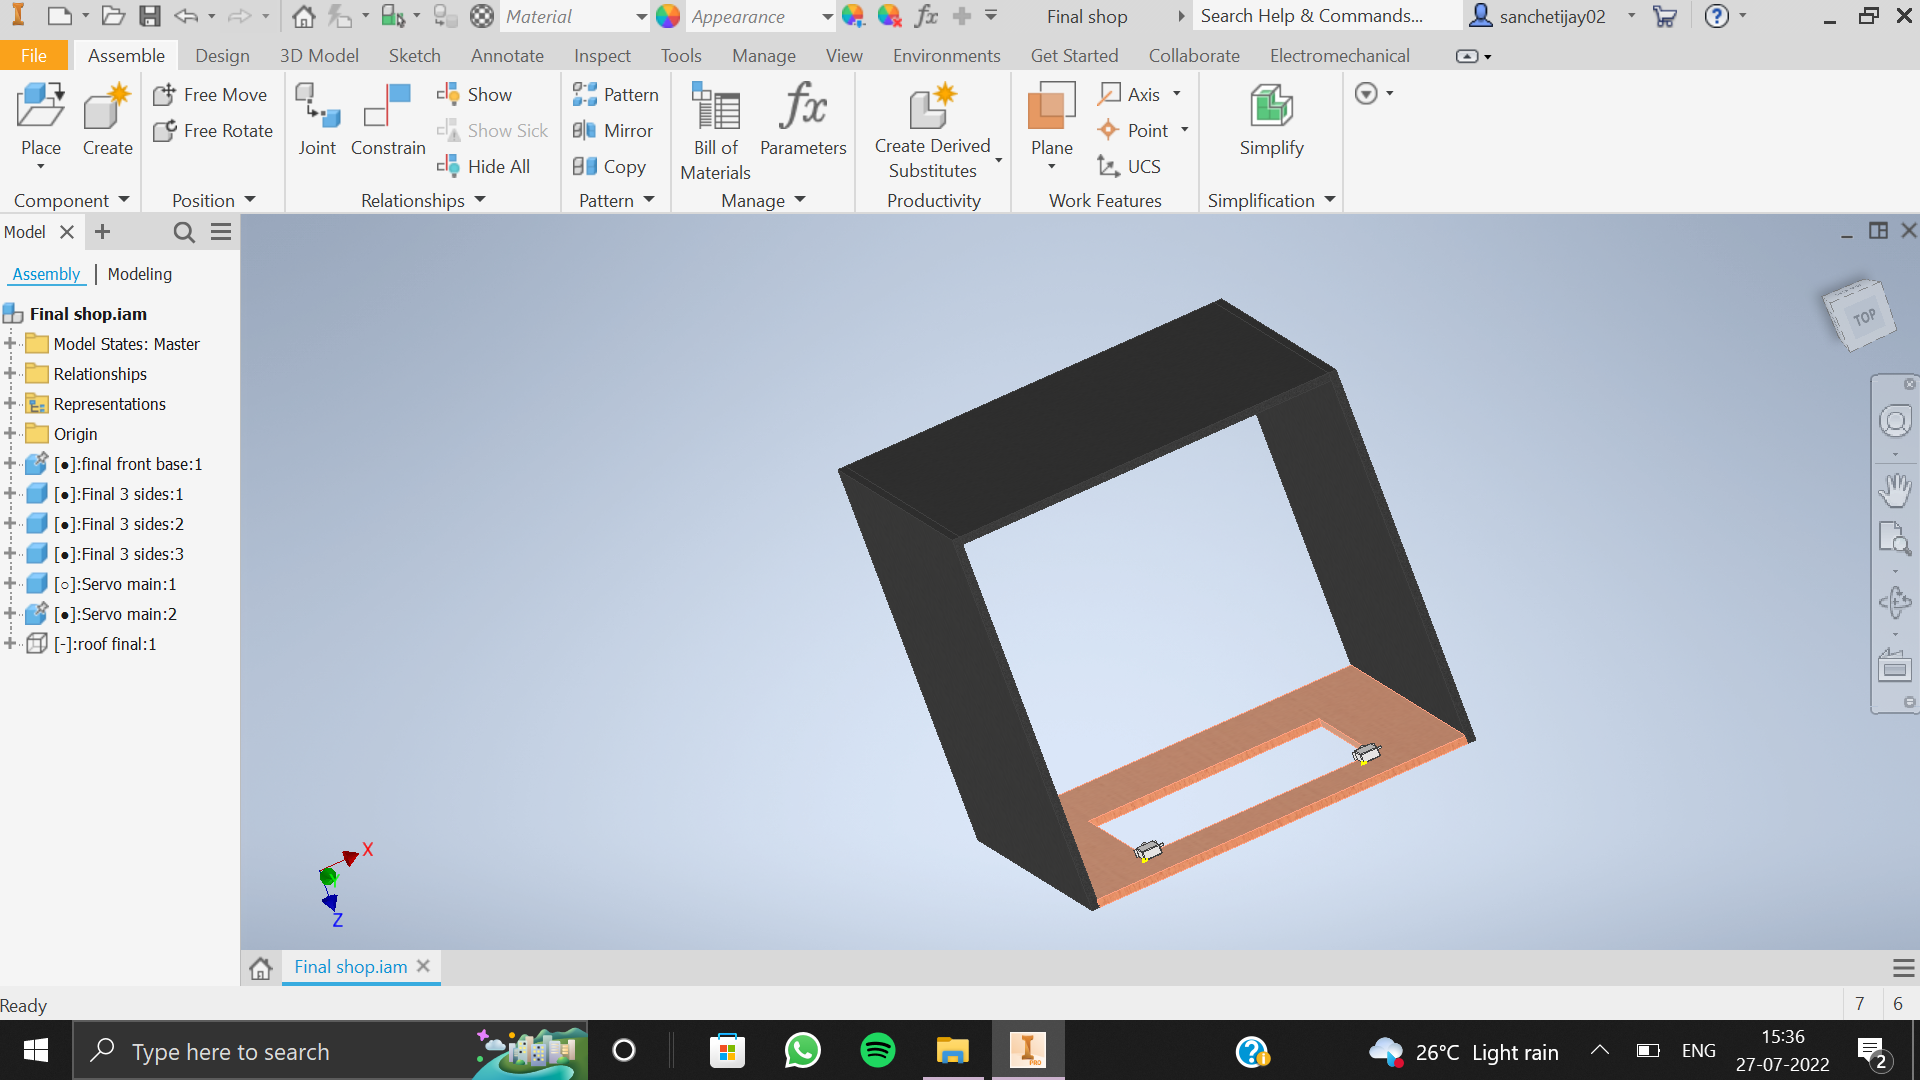 Material
Appearance
Final shop
Search Help & Commands...
sanchetijay02
File
Assemble
Design
3D Model
Sketch
Annotate
Inspect
Tools
Manage
View
Environments
Get Started
Collaborate
Electromechanical
Place
Create
Free Move
Free Rotate
Joint
Constrain
Show
Show Sick
Hide All
Pattern
Mirror
Copy
Bill of
Materials
fx
Parameters
Create Derived
Substitutes
Plane
Axis
Point
UCS
Simplify
Component
Position
Relationships
Pattern
Manage
Productivity
Work Features
Simplification
Model
Assembly | Modeling
Final shop.iam
Model States: Master
Relationships
Representations
Origin
[●]:final front base:1
[●]:Final 3 sides:1
[●]:Final 3 sides:2
[●]:Final 3 sides:3
[○]:Servo main:1
[●]:Servo main:2
[-]:roof final:1
TOP
X
Y
Z
Final shop.iam
Ready
7 6
Type here to search
PRO
26°C Light rain
ENG
15:36
27-07-2022
2